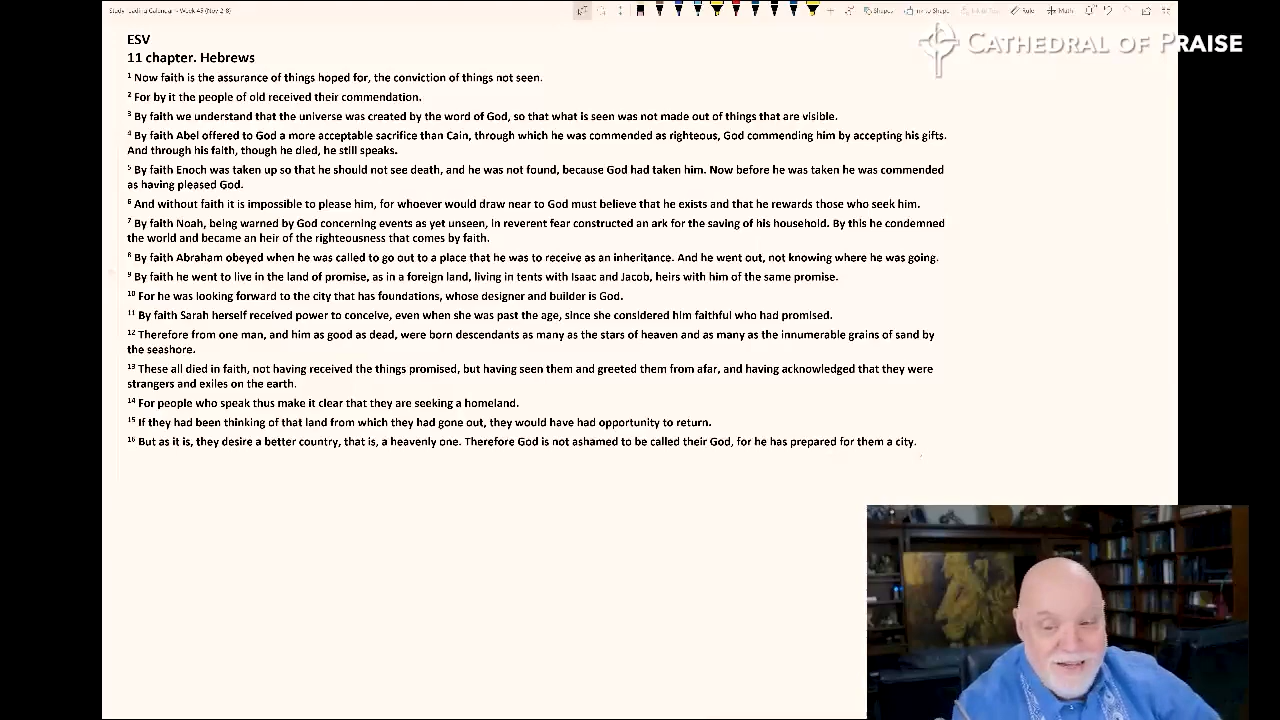 Study Reading Calendar - Week 45 (Nov 2-8)
Shapes
Ink to Shape
Ruler
Math
CATHEDRAL OF PRAISE
ESV
11 chapter. Hebrews
1 Now faith is the assurance of things hoped for, the conviction of things not seen.
2 For by it the people of old received their commendation.
3 By faith we understand that the universe was created by the word of God, so that what is seen was not made out of things that are visible.
4 By faith Abel offered to God a more acceptable sacrifice than Cain, through which he was commended as righteous, God commending him by accepting his gifts.
And through his faith, though he died, he still speaks.
5 By faith Enoch was taken up so that he should not see death, and he was not found, because God had taken him. Now before he was taken he was commended
as having pleased God.
6 And without faith it is impossible to please him, for whoever would draw near to God must believe that he exists and that he rewards those who seek him.
7 By faith Noah, being warned by God concerning events as yet unseen, in reverent fear constructed an ark for the saving of his household. By this he condemned
the world and became an heir of the righteousness that comes by faith.
8 By faith Abraham obeyed when he was called to go out to a place that he was to receive as an inheritance. And he went out, not knowing where he was going.
9 By faith he went to live in the land of promise, as in a foreign land, living in tents with Isaac and Jacob, heirs with him of the same promise.
10 For he was looking forward to the city that has foundations, whose designer and builder is God.
11 By faith Sarah herself received power to conceive, even when she was past the age, since she considered him faithful who had promised.
12 Therefore from one man, and him as good as dead, were born descendants as many as the stars of heaven and as many as the innumerable grains of sand by
the seashore.
13 These all died in faith, not having received the things promised, but having seen them and greeted them from afar, and having acknowledged that they were
strangers and exiles on the earth.
14 For people who speak thus make it clear that they are seeking a homeland.
15 If they had been thinking of that land from which they had gone out, they would have had opportunity to return.
16 But as it is, they desire a better country, that is, a heavenly one. Therefore God is not ashamed to be called their God, for he has prepared for them a city.